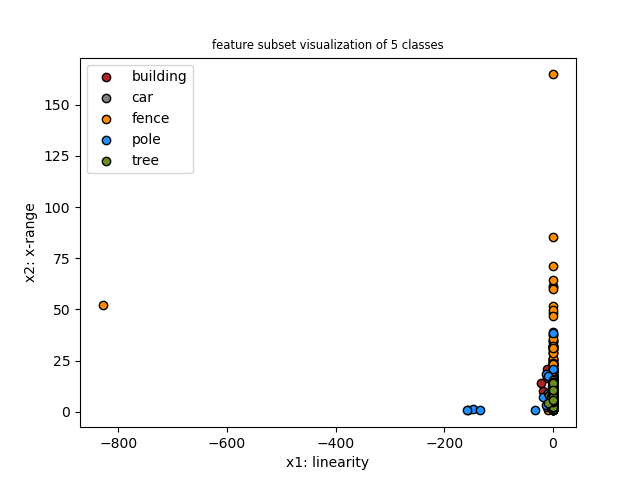 feature subset visualization of 5 classes
building
car
fence
pole
tree
x2: x-range
150
125
100
75
50
25
0
−800
−600
−400
−200
0
x1: linearity